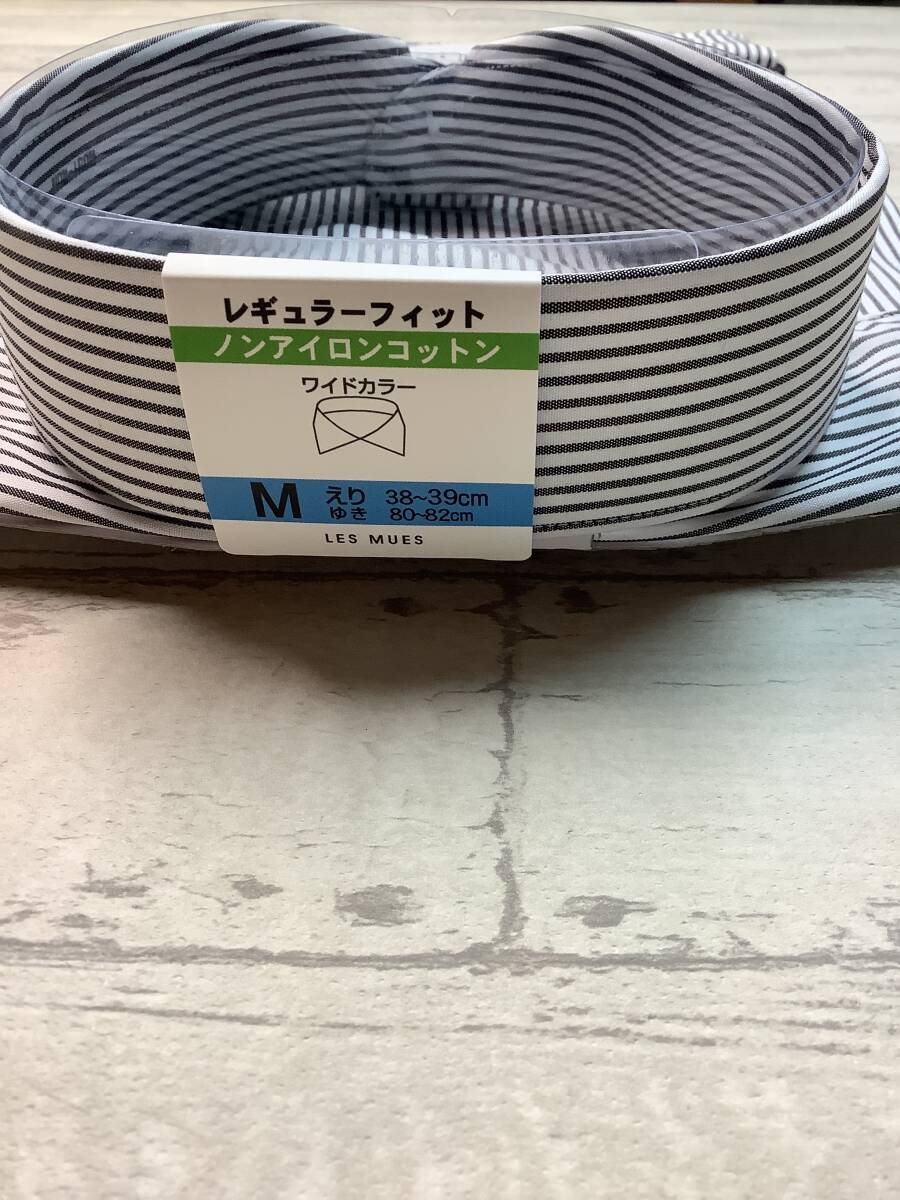 レギュラーフィット
ノンアイロンコットン
ワイドカラー
M えり 38~39cm
ゆき 80~82cm
LES MUES